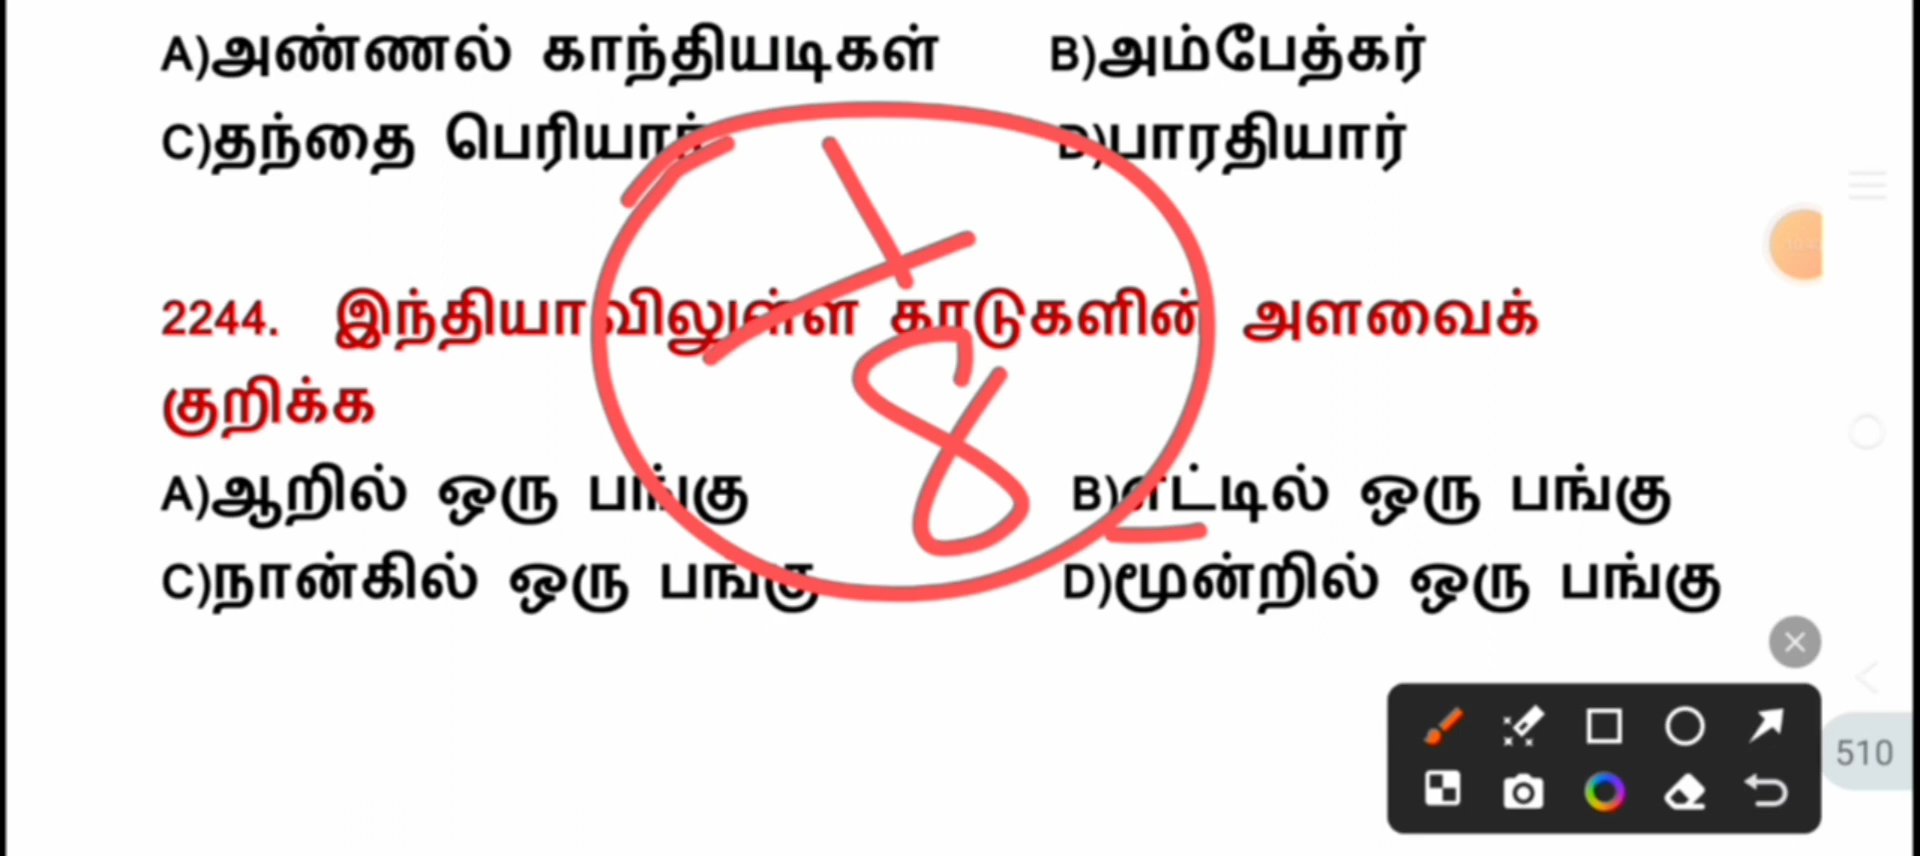 A)அண்ணல் காந்தியடிகள் B)அம்பேத்கர்
C)தந்தை பெரியார் D)பாரதியார்
2244. இந்தியாவிலுள்ள காடுகளின் அளவைக்
குறிக்க
1
8
A)ஆறில் ஒரு பங்கு B)எட்டில் ஒரு பங்கு
C)நான்கில் ஒரு பங்கு D)மூன்றில் ஒரு பங்கு
510